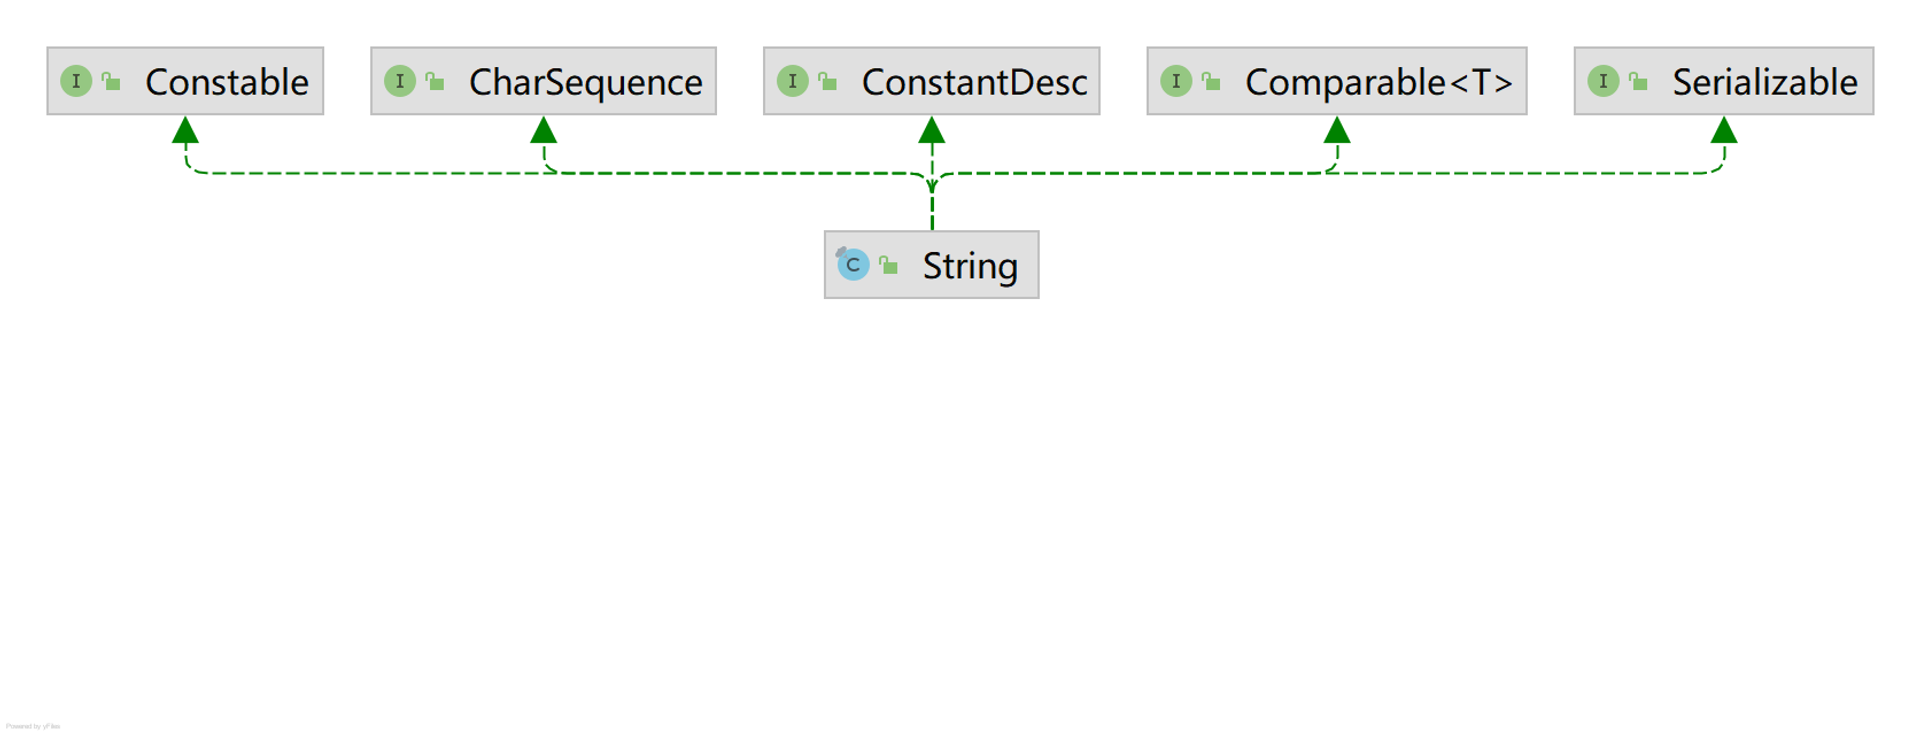 I Constable
I CharSequence
I ConstantDesc
I Comparable<T>
I Serializable
C String
Powered by yFiles